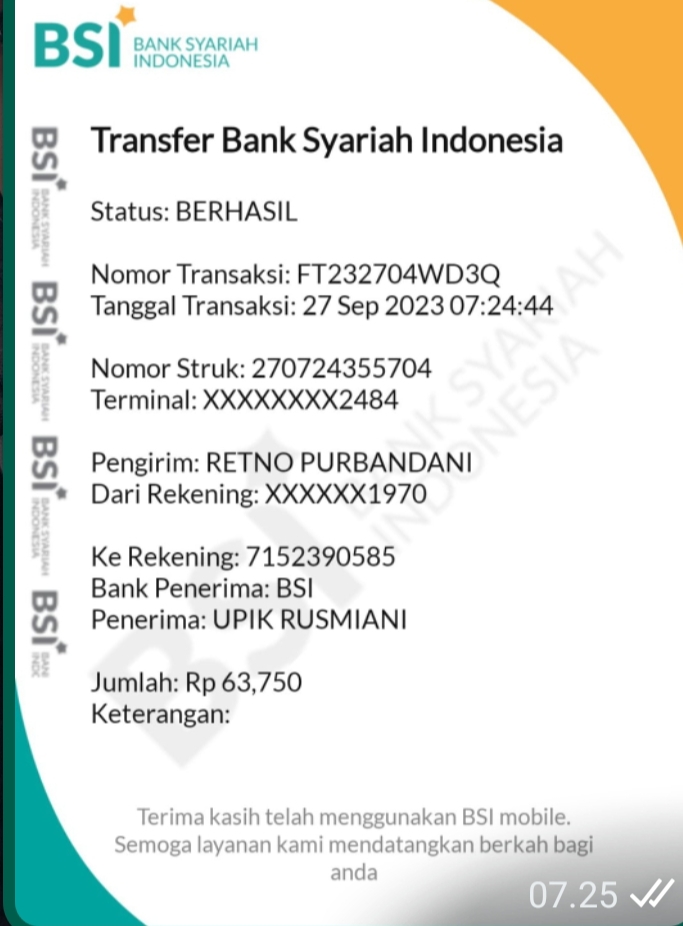 BSI BANK SYARIAH
INDONESIA
Transfer Bank Syariah Indonesia
Status: BERHASIL
Nomor Transaksi: FT232704WD3Q
Tanggal Transaksi: 27 Sep 2023 07:24:44
Nomor Struk: 270724355704
Terminal: XXXXXXXX2484
Pengirim: RETNO PURBANDANI
Dari Rekening: XXXXXX1970
Ke Rekening: 7152390585
Bank Penerima: BSI
Penerima: UPIK RUSMIANI
Jumlah: Rp 63,750
Keterangan:
Terima kasih telah menggunakan BSI mobile.
Semoga layanan kami mendatangkan berkah bagi
anda
07.25
BSI BANK SYARIAH
INDONESIA
BSI BANK SYARIAH
INDONESIA
BSI BANK SYARIAH
INDONESIA
BSI BANK SYARIAH
INDONESIA
BSI BAN
INDO